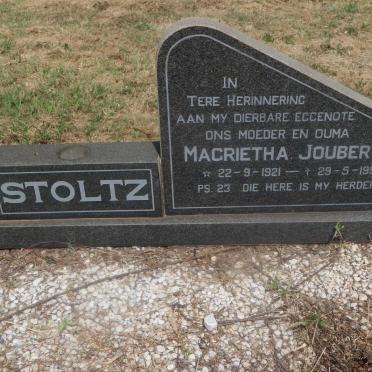 IN
TERE HERINNERING
AAN MY DIERBARE EGGENOTE
ONS MOEDER EN OUMA
MAGRIETHA JOUBER
☆ 22-9-1921 — † 29-5-19
PS 23 DIE HERE IS MY HERDER
STOLTZ